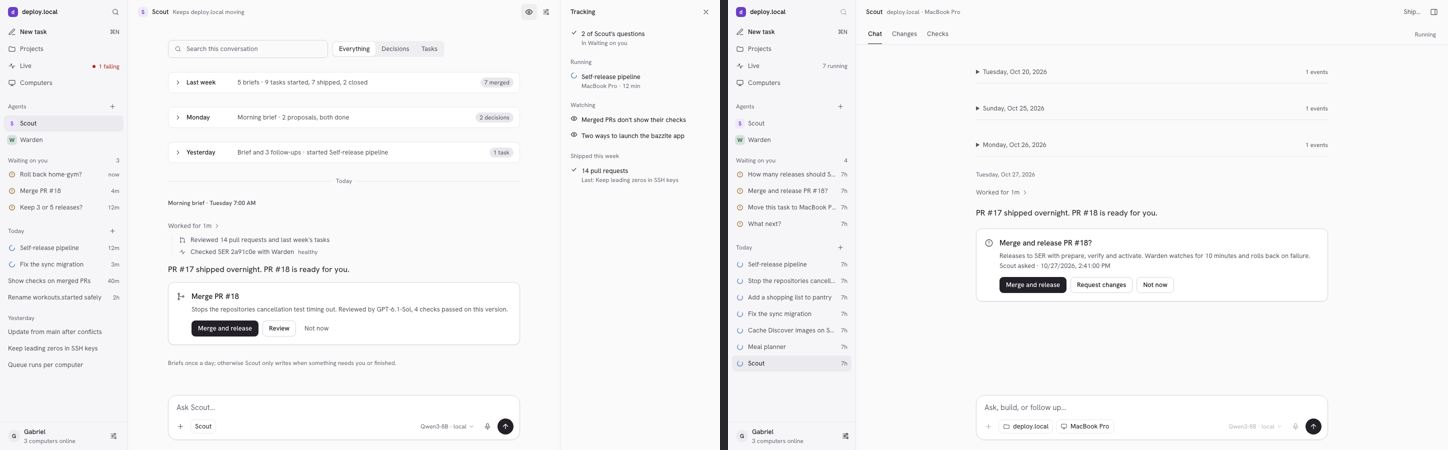 deploy.local
New task ⌘N
Projects
Live 1 failing
Computers
Agents
S Scout
W Warden
Waiting on you 3
Roll back home-gym? now
Merge PR #18 4m
Keep 3 or 5 releases? 12m
Today
Self-release pipeline 12m
Fix the sync migration 3m
Show checks on merged PRs 40m
Rename workouts.started safely 2h
Yesterday
Update from main after conflicts
Keep leading zeros in SSH keys
Queue runs per computer
G Gabriel
3 computers online
S Scout Keeps deploy.local moving
Search this conversation
Everything Decisions Tasks
Last week 5 briefs · 9 tasks started, 7 shipped, 2 closed 7 merged
Monday Morning brief · 2 proposals, both done 2 decisions
Yesterday Brief and 3 follow-ups · started Self-release pipeline 1 task
Today
Morning brief · Tuesday 7:00 AM
Worked for 1m
Reviewed 14 pull requests and last week's tasks
Checked SER 2a91c0e with Warden healthy
PR #17 shipped overnight. PR #18 is ready for you.
Merge PR #18
Stops the repositories cancellation test timing out. Reviewed by GPT-6.1-Sol, 4 checks passed on this version.
Merge and release Review Not now
Briefs once a day; otherwise Scout only writes when something needs you or finished.
Ask Scout...
Scout Qwen3-8B · local
Tracking
2 of Scout's questions
In Waiting on you
Running
Self-release pipeline
MacBook Pro · 12 min
Watching
Merged PRs don't show their checks
Two ways to launch the bazzite app
Shipped this week
14 pull requests
Last: Keep leading zeros in SSH keys
deploy.local
New task ⌘N
Projects
Live 7 running
Computers
Agents
S Scout
W Warden
Waiting on you 4
How many releases should S... 7h
Merge and release PR #18? 7h
Move this task to MacBook P... 7h
What next? 7h
Today
Self-release pipeline 7h
Stop the repositories cancell... 7h
Add a shopping list to pantry 7h
Fix the sync migration 7h
Cache Discover images on S... 7h
Meal planner 7h
Scout 7h
G Gabriel
3 computers online
Scout deploy.local · MacBook Pro Ship...
Chat Changes Checks Running
Tuesday, Oct 20, 2026 1 events
Sunday, Oct 25, 2026 1 events
Monday, Oct 26, 2026 1 events
Tuesday, Oct 27, 2026
Worked for 1m
PR #17 shipped overnight. PR #18 is ready for you.
Merge and release PR #18?
Releases to SER with prepare, verify and activate. Warden watches for 10 minutes and rolls back on failure.
Scout asked · 10/27/2026, 2:41:00 PM
Merge and release Request changes Not now
Ask, build, or follow up...
deploy.local MacBook Pro Qwen3-8B · local